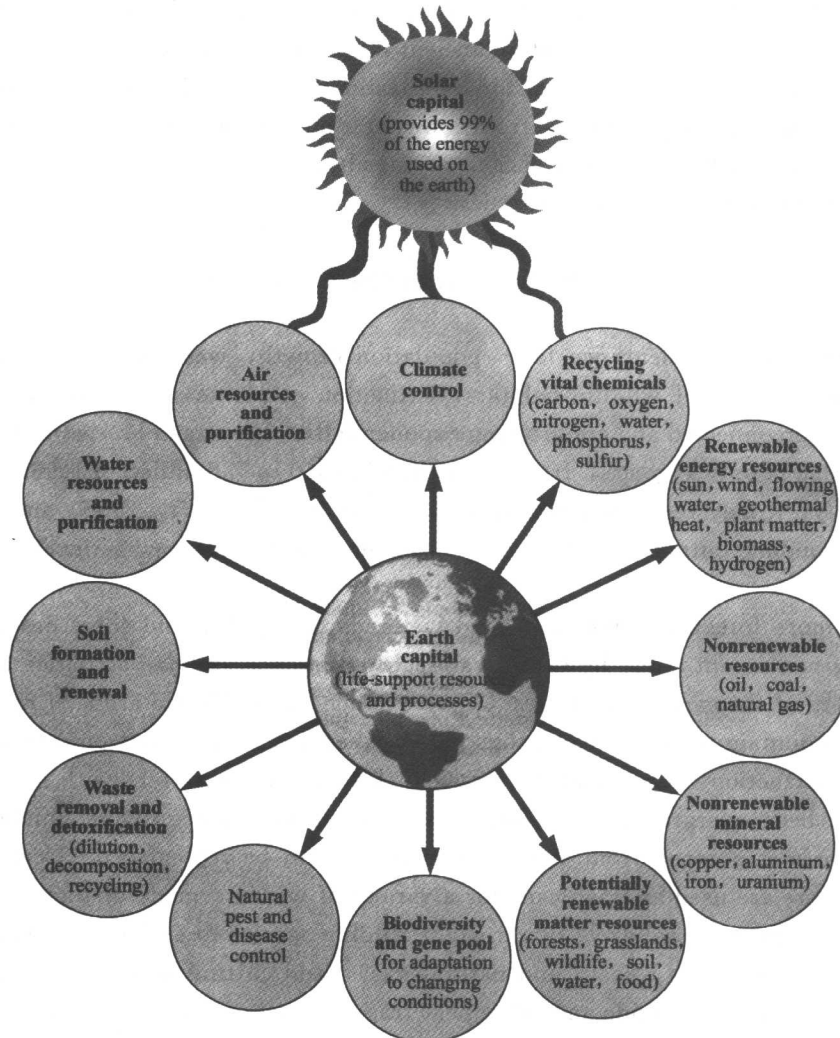 Solar
capital
(provides 99%
of the energy
used on
the earth)
Air
resources
and
purification
Climate
control
Recycling
vital chemicals
(carbon, oxygen,
nitrogen, water,
phosphorus,
sulfur)
Water
resources
and
purification
Renewable
energy resources
(sun, wind, flowing
water, geothermal
heat, plant matter,
biomass,
hydrogen)
Earth
capital
(life-support resources
and processes)
Soil
formation
and
renewal
Nonrenewable
resources
(oil, coal,
natural gas)
Waste
removal and
detoxification
(dilution,
decomposition,
recycling)
Nonrenewable
mineral
resources
(copper, aluminum,
iron, uranium)
Natural
pest and
disease
control
Biodiversity
and gene pool
(for adaptation
to changing
conditions)
Potentially
renewable
matter resources
(forests, grasslands,
wildlife, soil,
water, food)